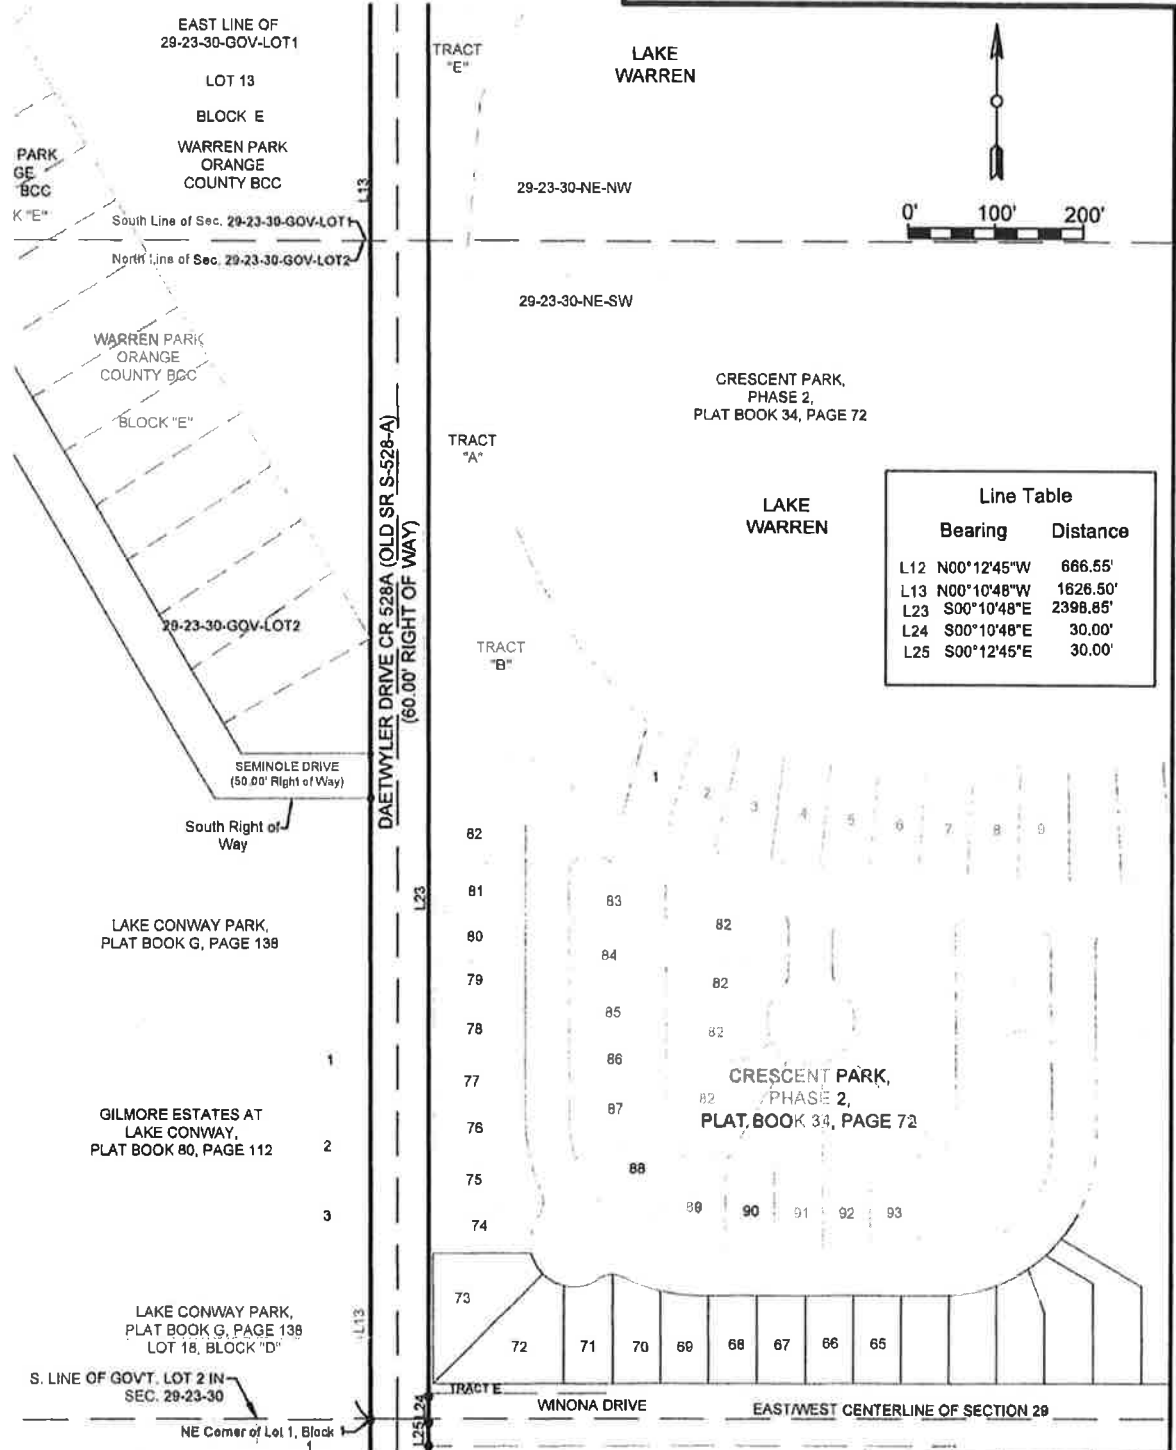 EAST LINE OF
29-23-30-GOV-LOT1
LOT 13
BLOCK E
WARREN PARK
ORANGE
COUNTY BCC
PARK
GE
BCC
K "E"
L13
South Line of Sec. 29-23-30-GOV-LOT1
North Line of Sec. 29-23-30-GOV-LOT2
TRACT
"E"
LAKE
WARREN
29-23-30-NE-NW
0' 100' 200'
29-23-30-NE-SW
WARREN PARK
ORANGE
COUNTY BCC
BLOCK "E"
CRESCENT PARK,
PHASE 2,
PLAT BOOK 34, PAGE 72
TRACT
"A"
LAKE
WARREN
DAETWYLER DRIVE CR 528A (OLD SR S-528-A)
(60.00' RIGHT OF WAY)
Line Table
Bearing Distance
L12 N00°12'45"W 666.55'
L13 N00°10'48"W 1626.50'
L23 S00°10'48"E 2398.85'
L24 S00°10'48"E 30.00'
L25 S00°12'45"E 30.00'
29-23-30-GOV-LOT2
TRACT
"B"
SEMINOLE DRIVE
(50.00' Right of Way)
South Right of
Way
1 2 3 4 5 6 7 8 9
82
81
80
79
78
77
76
75
74
L23
83
84
85
86
87
88
82
82
82
82
LAKE CONWAY PARK,
PLAT BOOK G, PAGE 138
1
GILMORE ESTATES AT
LAKE CONWAY,
PLAT BOOK 80, PAGE 112
2
3
CRESCENT PARK,
PHASE 2,
PLAT BOOK 34, PAGE 72
89 90 91 92 93
73
72 71 70 69 68 67 66 65
L13
LAKE CONWAY PARK,
PLAT BOOK G, PAGE 138
LOT 18, BLOCK "D"
S. LINE OF GOV'T. LOT 2 IN
SEC. 29-23-30
TRACT E
L24
WINONA DRIVE
EAST/WEST CENTERLINE OF SECTION 29
NE Corner of Lot 1, Block
1
L25